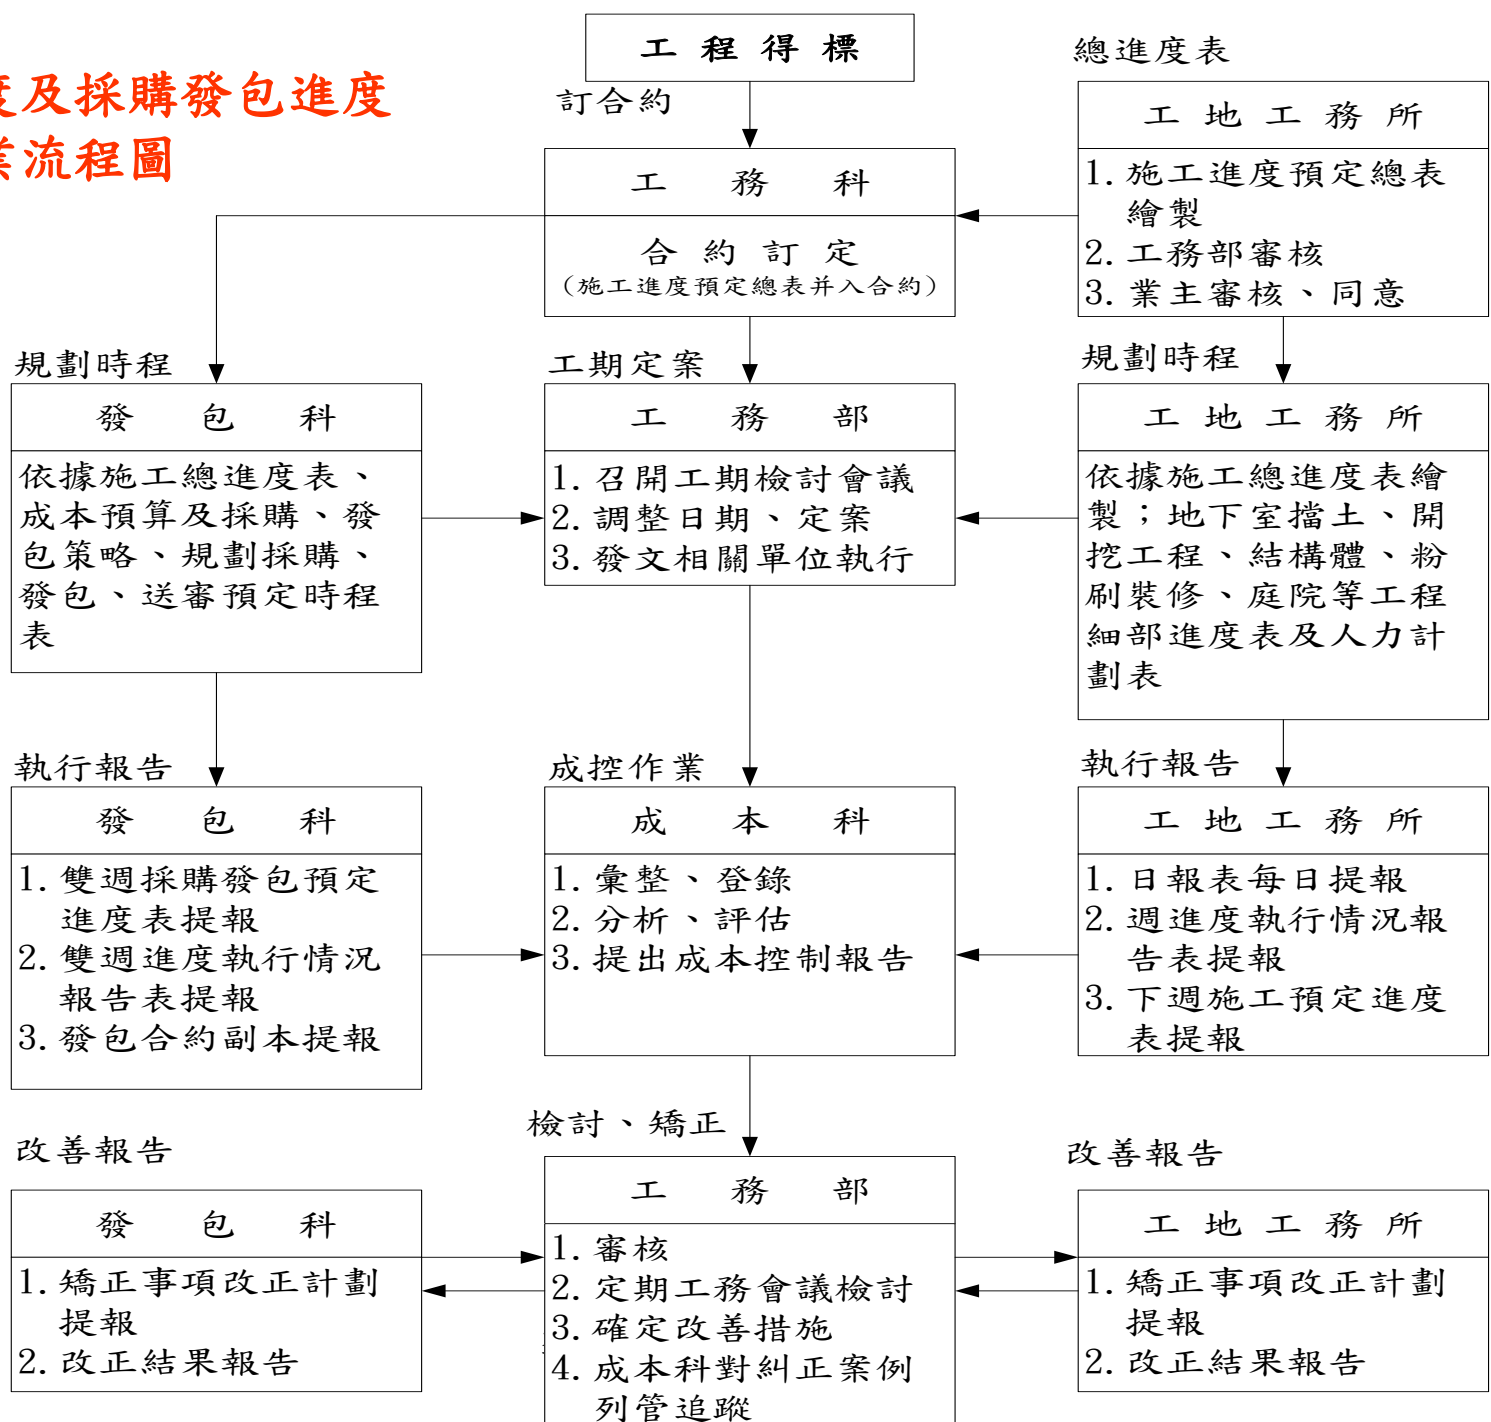 工程得標
度及採購發包進度
業流程圖
訂合約
工務科
合約訂定
(施工進度預定總表并入合約)
總進度表
工地工務所
1.施工進度預定總表
繪製
2.工務部審核
3.業主審核、同意
規劃時程
發包科
依據施工總進度表、
成本預算及採購、發
包策略、規劃採購、
發包、送審預定時程
表
工期定案
工務部
1.召開工期檢討會議
2.調整日期、定案
3.發文相關單位執行
規劃時程
工地工務所
依據施工總進度表繪
製；地下室擋土、開
挖工程、結構體、粉
刷裝修、庭院等工程
細部進度表及人力計
劃表
執行報告
發包科
1.雙週採購發包預定
進度表提報
2.雙週進度執行情況
報告表提報
3.發包合約副本提報
成控作業
成本科
1.彙整、登錄
2.分析、評估
3.提出成本控制報告
執行報告
工地工務所
1.日報表每日提報
2.週進度執行情況報
告表提報
3.下週施工預定進度
表提報
改善報告
發包科
1.矯正事項改正計劃
提報
2.改正結果報告
檢討、矯正
工務部
1.審核
2.定期工務會議檢討
3.確定改善措施
4.成本科對糾正案例
列管追蹤
改善報告
工地工務所
1.矯正事項改正計劃
提報
2.改正結果報告